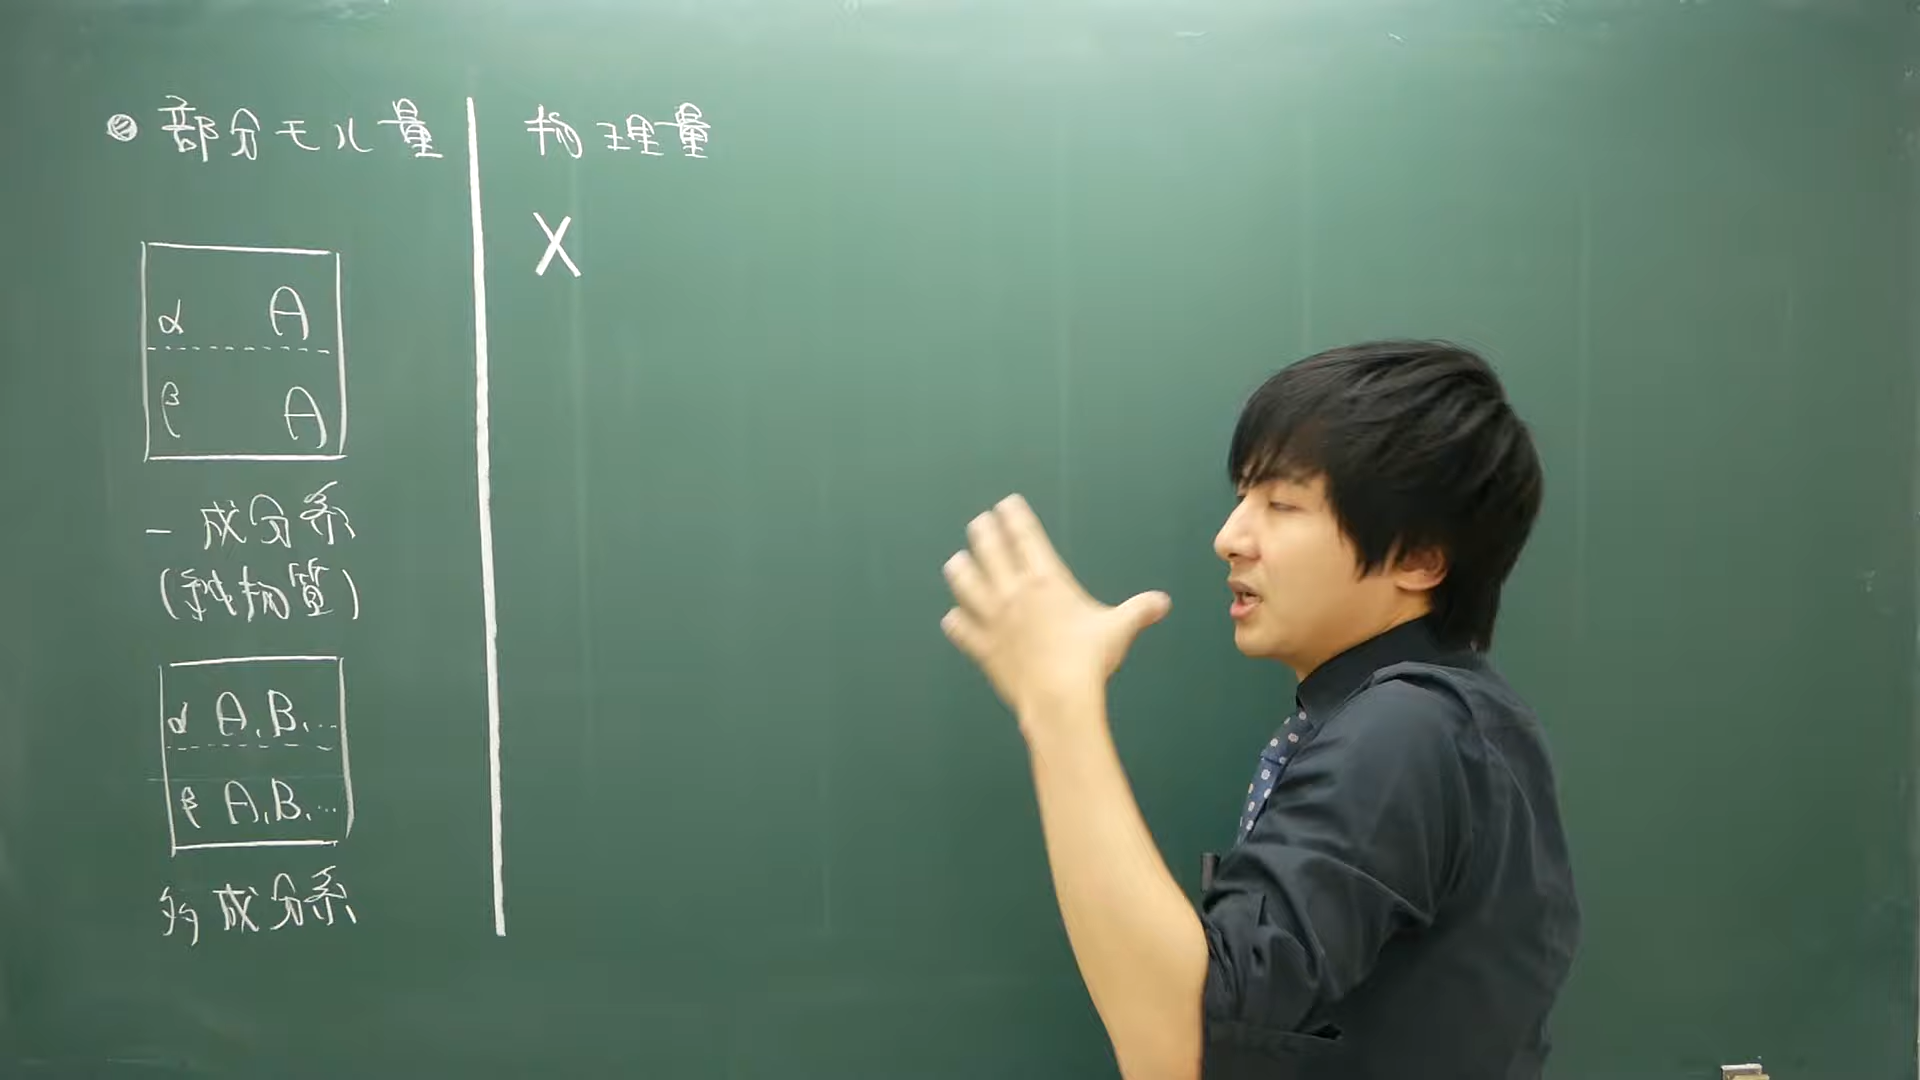 部分モル量
α A
β A
一成分系
(純物質)
α A, B, …
β A, B, …
多成分系
物理量
X